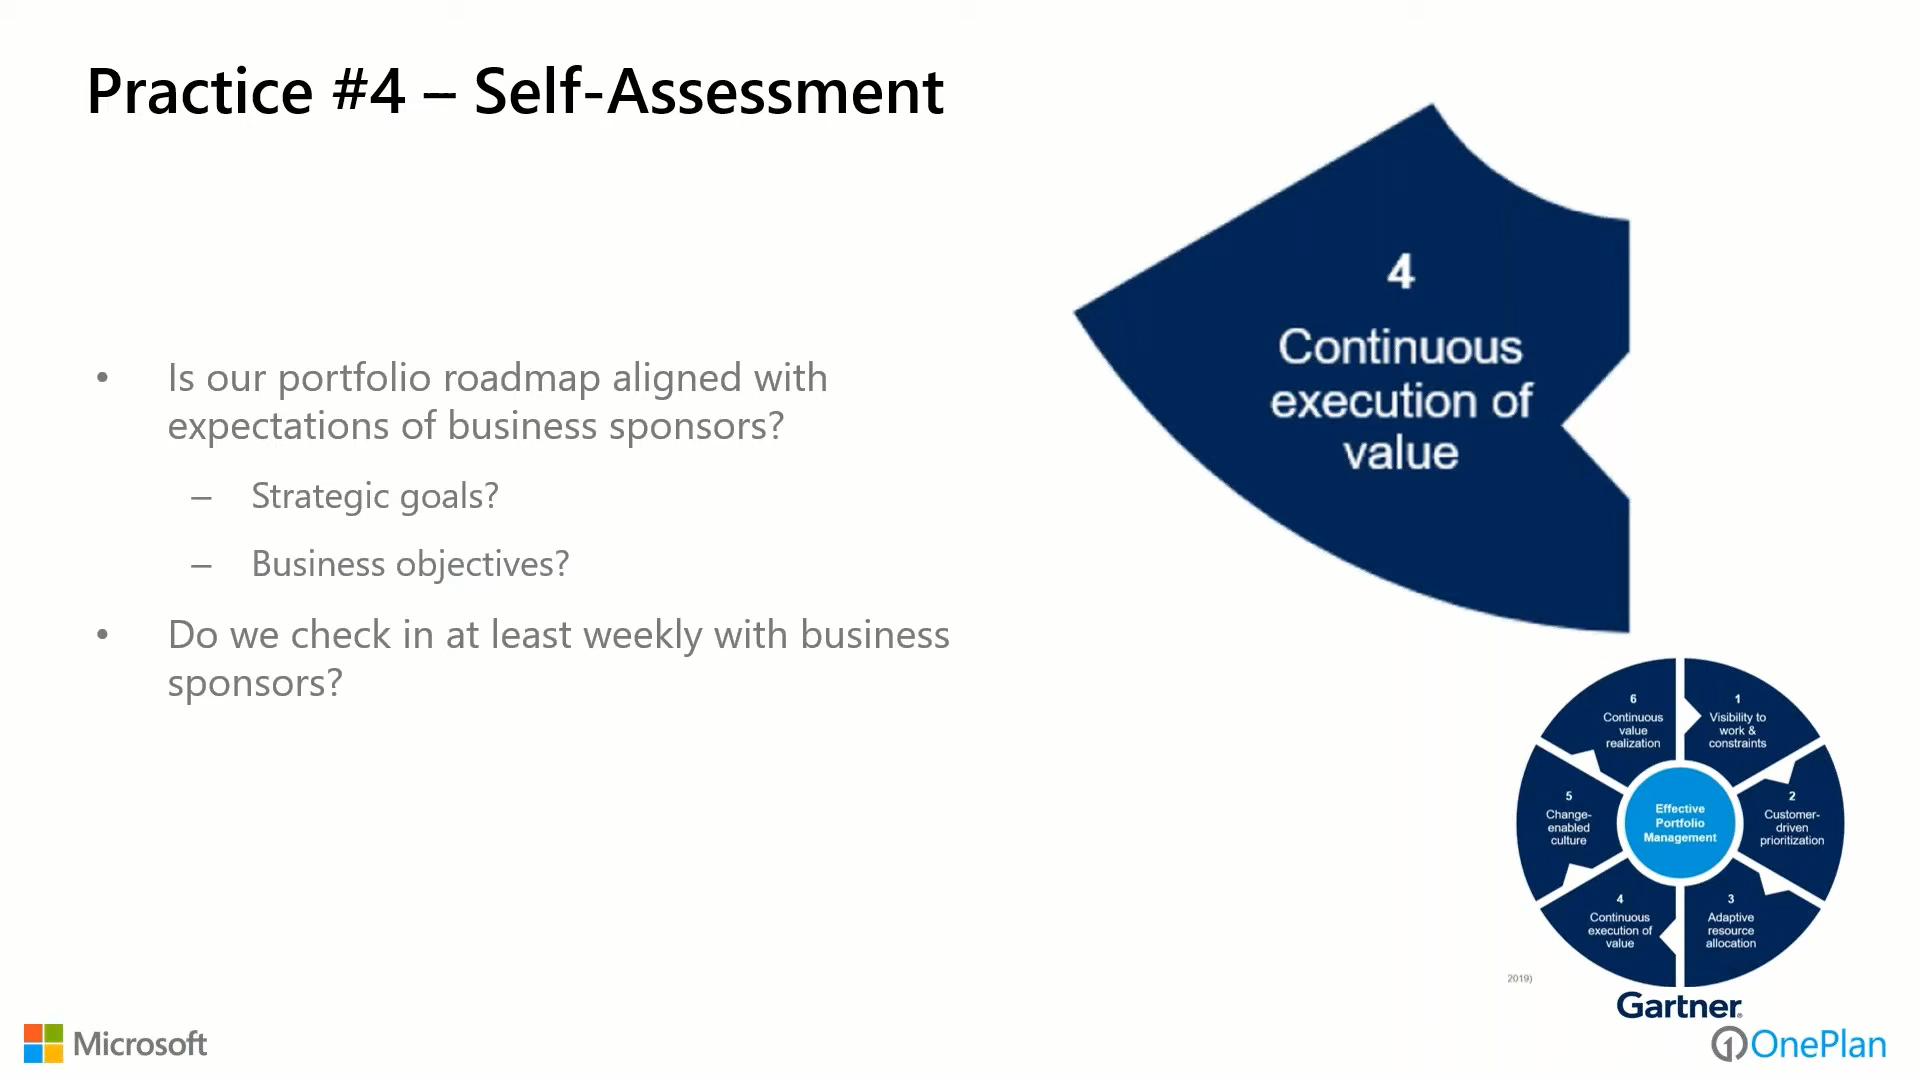 Practice #4 – Self-Assessment
• Is our portfolio roadmap aligned with
expectations of business sponsors?
– Strategic goals?
– Business objectives?
• Do we check in at least weekly with business
sponsors?
4
Continuous
execution of
value
6
Continuous
value
realization
1
Visibility to
work &
constraints
5
Change-
enabled
culture
Effective
Portfolio
Management
2
Customer-
driven
prioritization
4
Continuous
execution of
value
3
Adaptive
resource
allocation
2019)
Gartner®
Microsoft
OnePlan